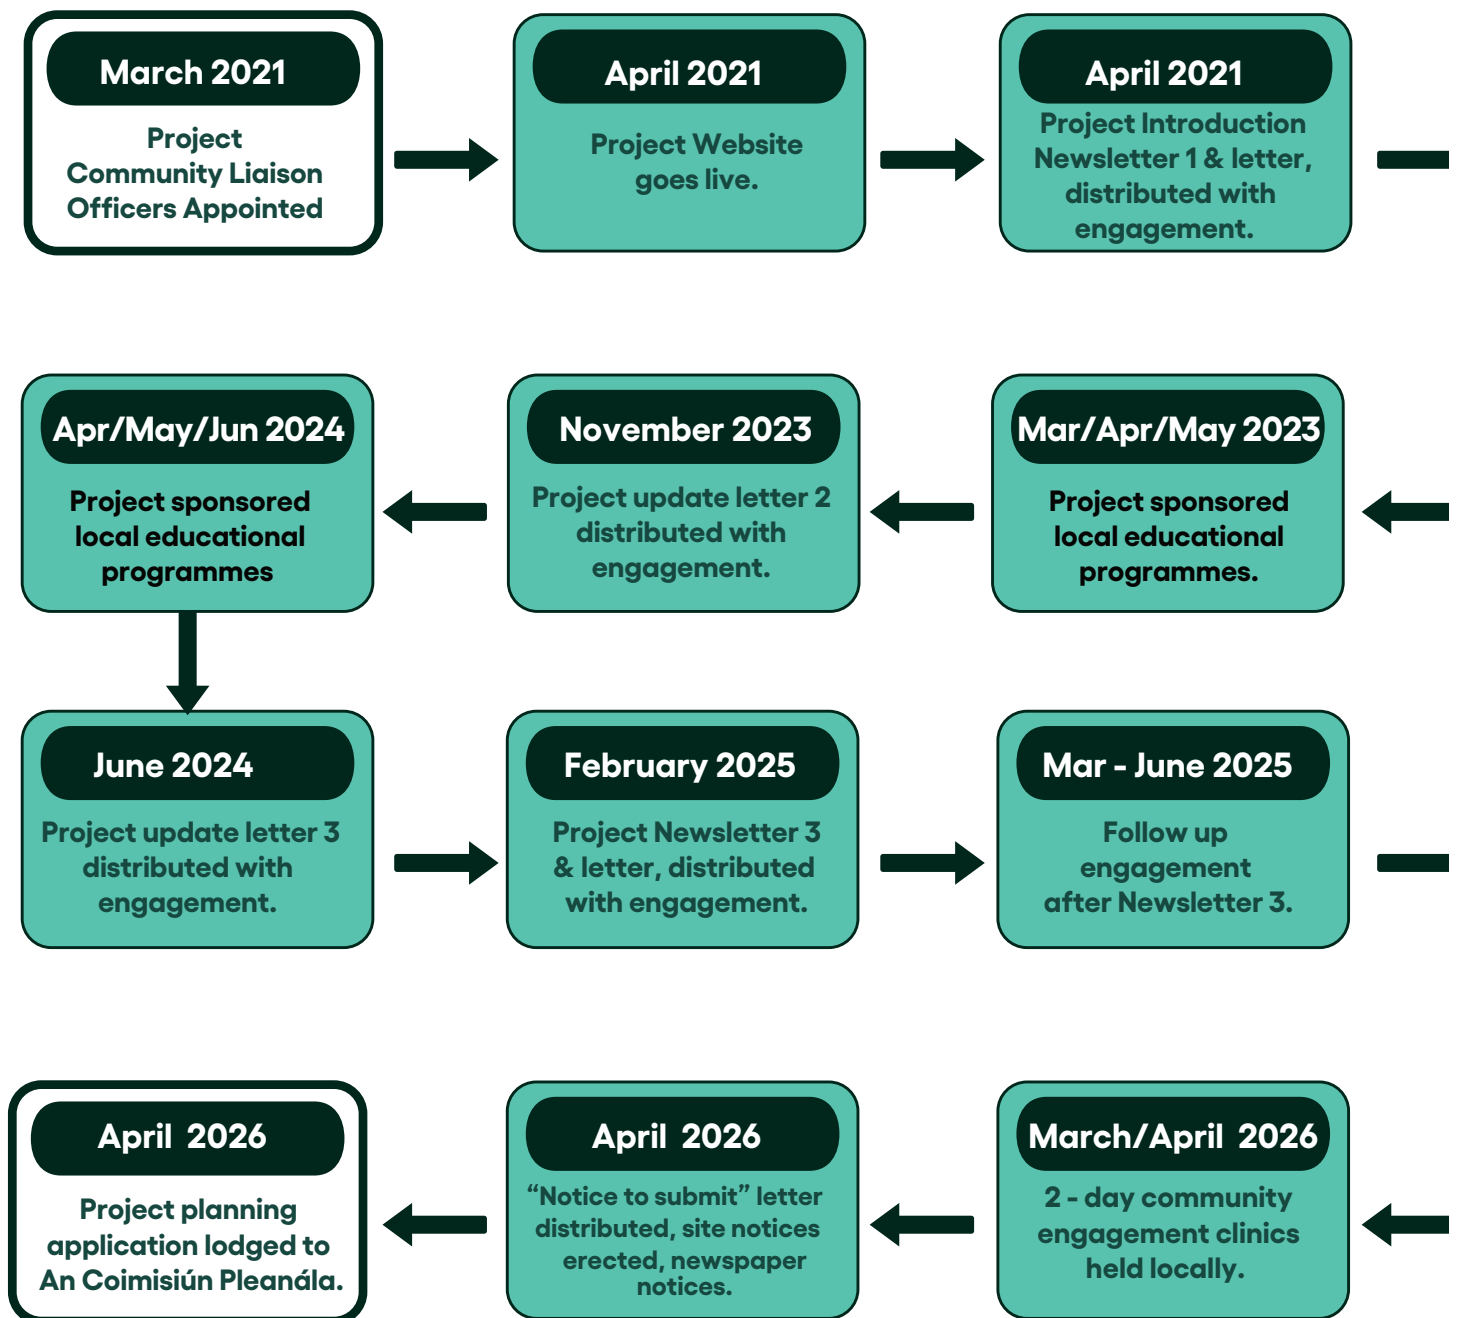 March 2021
Project
Community Liaison
Officers Appointed
April 2021
Project Website
goes live.
April 2021
Project Introduction
Newsletter 1 & letter,
distributed with
engagement.
Apr/May/Jun 2024
Project sponsored
local educational
programmes
November 2023
Project update letter 2
distributed with
engagement.
Mar/Apr/May 2023
Project sponsored
local educational
programmes.
June 2024
Project update letter 3
distributed with
engagement.
February 2025
Project Newsletter 3
& letter, distributed
with engagement.
Mar - June 2025
Follow up
engagement
after Newsletter 3.
April 2026
Project planning
application lodged to
An Coimisiún Pleanála.
April 2026
“Notice to submit” letter
distributed, site notices
erected, newspaper
notices.
March/April 2026
2 - day community
engagement clinics
held locally.